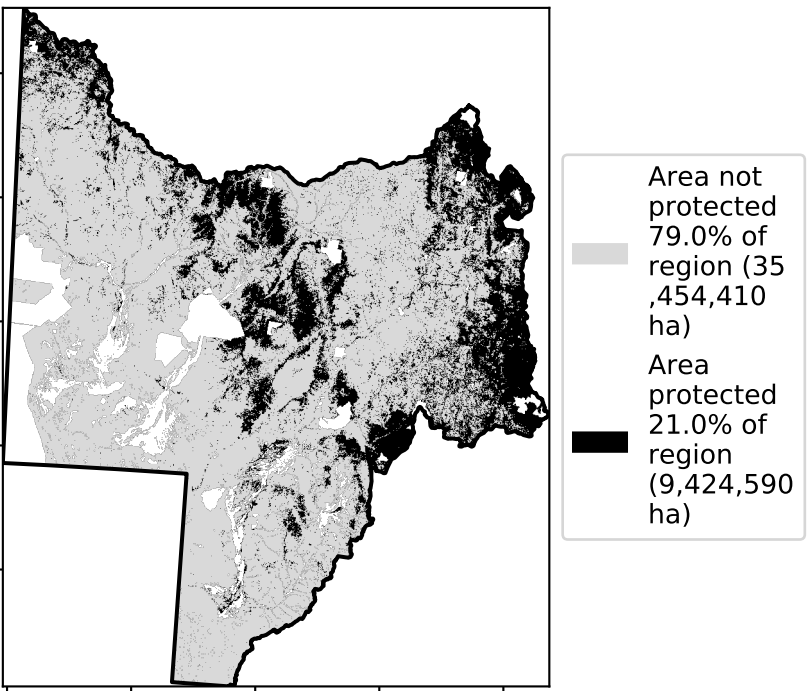 Area not
protected
79.0% of
region (35
,454,410
ha)
Area
protected
21.0% of
region
(9,424,590
ha)